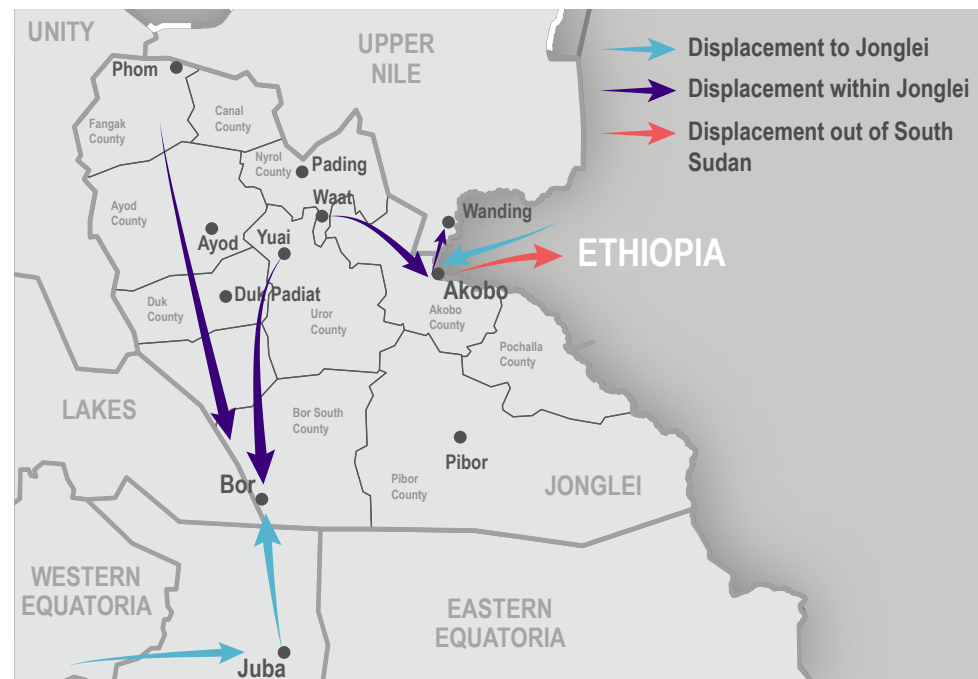 UNITY
UPPER
NILE
Displacement to Jonglei
Displacement within Jonglei
Displacement out of South
Sudan
Phom
Fangak
County
Canal
County
Nyrol
County
Pading
Waat
Wanding
Ayod
County
Ayod
Yuai
ETHIOPIA
Akobo
Duk Padiat
Duk
County
Uror
County
Akobo
County
Pochalla
County
LAKES
Bor South
County
Pibor
Pibor
County
JONGLEI
Bor
WESTERN
EQUATORIA
EASTERN
EQUATORIA
Juba